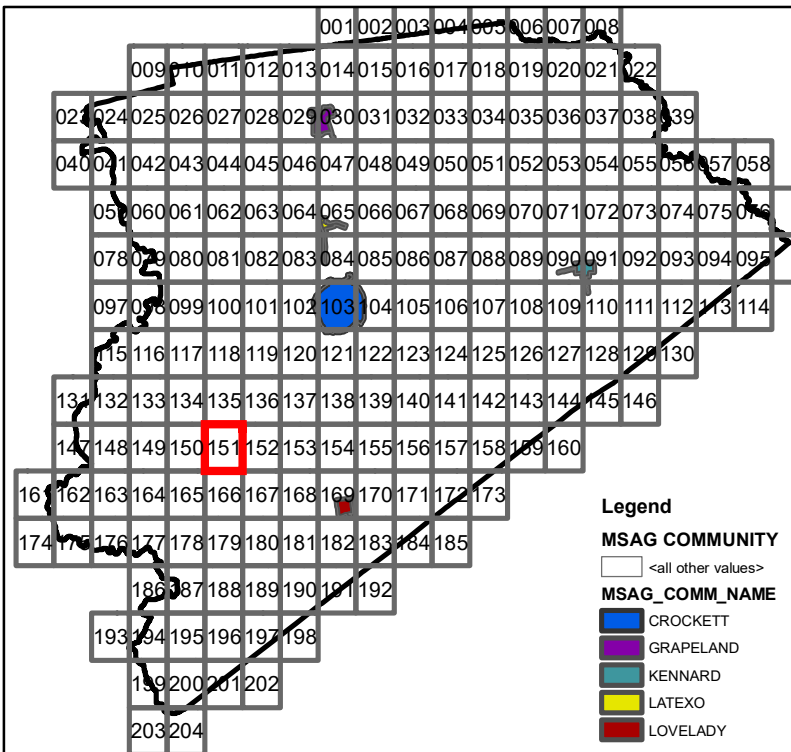 001 002 003 004 005 006 007 008
009 010 011 012 013 014 015 016 017 018 019 020 021 022
023 024 025 026 027 028 029 030 031 032 033 034 035 036 037 038 039
040 041 042 043 044 045 046 047 048 049 050 051 052 053 054 055 056 057 058
059 060 061 062 063 064 065 066 067 068 069 070 071 072 073 074 075 076
078 079 080 081 082 083 084 085 086 087 088 089 090 091 092 093 094 095
097 098 099 100 101 102 103 104 105 106 107 108 109 110 111 112 113 114
115 116 117 118 119 120 121 122 123 124 125 126 127 128 129 130
131 132 133 134 135 136 137 138 139 140 141 142 143 144 145 146
147 148 149 150 151 152 153 154 155 156 157 158 159 160
161 162 163 164 165 166 167 168 169 170 171 172 173
174 175 176 177 178 179 180 181 182 183 184 185
186 187 188 189 190 191 192
193 194 195 196 197 198
199 200 201 202
203 204
Legend
MSAG COMMUNITY
<all other values>
MSAG_COMM_NAME
CROCKETT
GRAPELAND
KENNARD
LATEXO
LOVELADY